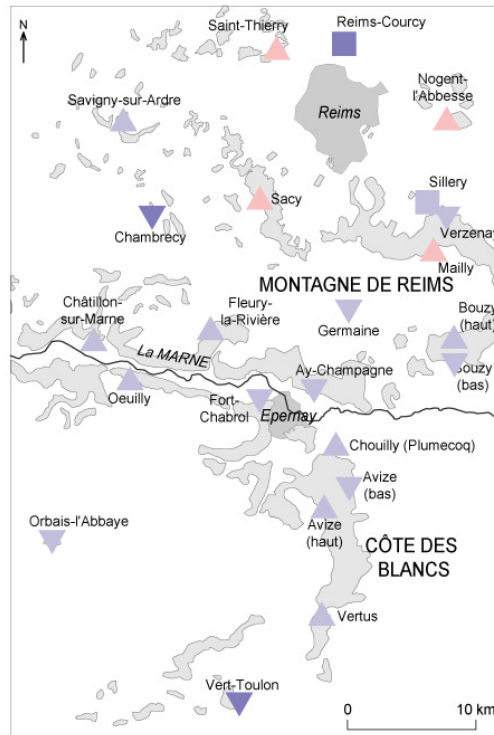 N
Saint-Thierry
Reims-Courcy
Nogent-
l'Abbesse
Savigny-sur-Ardre
Reims
Sillery
Sacy
Verzenay
Chambrecy
Mailly
MONTAGNE DE REIMS
Châtillon-
sur-Marne
Fleury-
la-Rivière
Germaine
Bouzy
(haut)
La MARNE
Ay-Champagne
Bouzy
(bas)
Oeuilly
Fort-
Chabrol
Epernay
Chouilly (Plumecoq)
Avize
(bas)
Orbais-l'Abbaye
Avize
(haut)
CÔTE DES
BLANCS
Vertus
Vert-Toulon
0 10 km